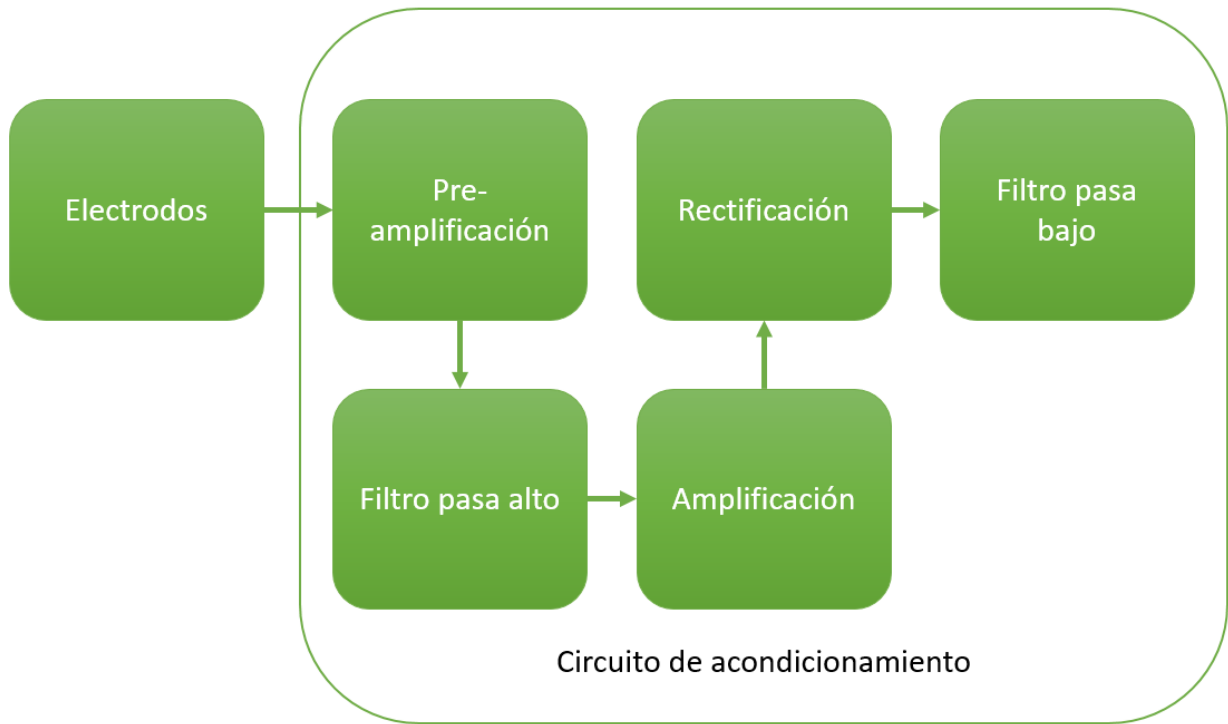 Electrodos
Pre-
amplificación
Rectificación
Filtro pasa
bajo
Filtro pasa alto
Amplificación
Circuito de acondicionamiento